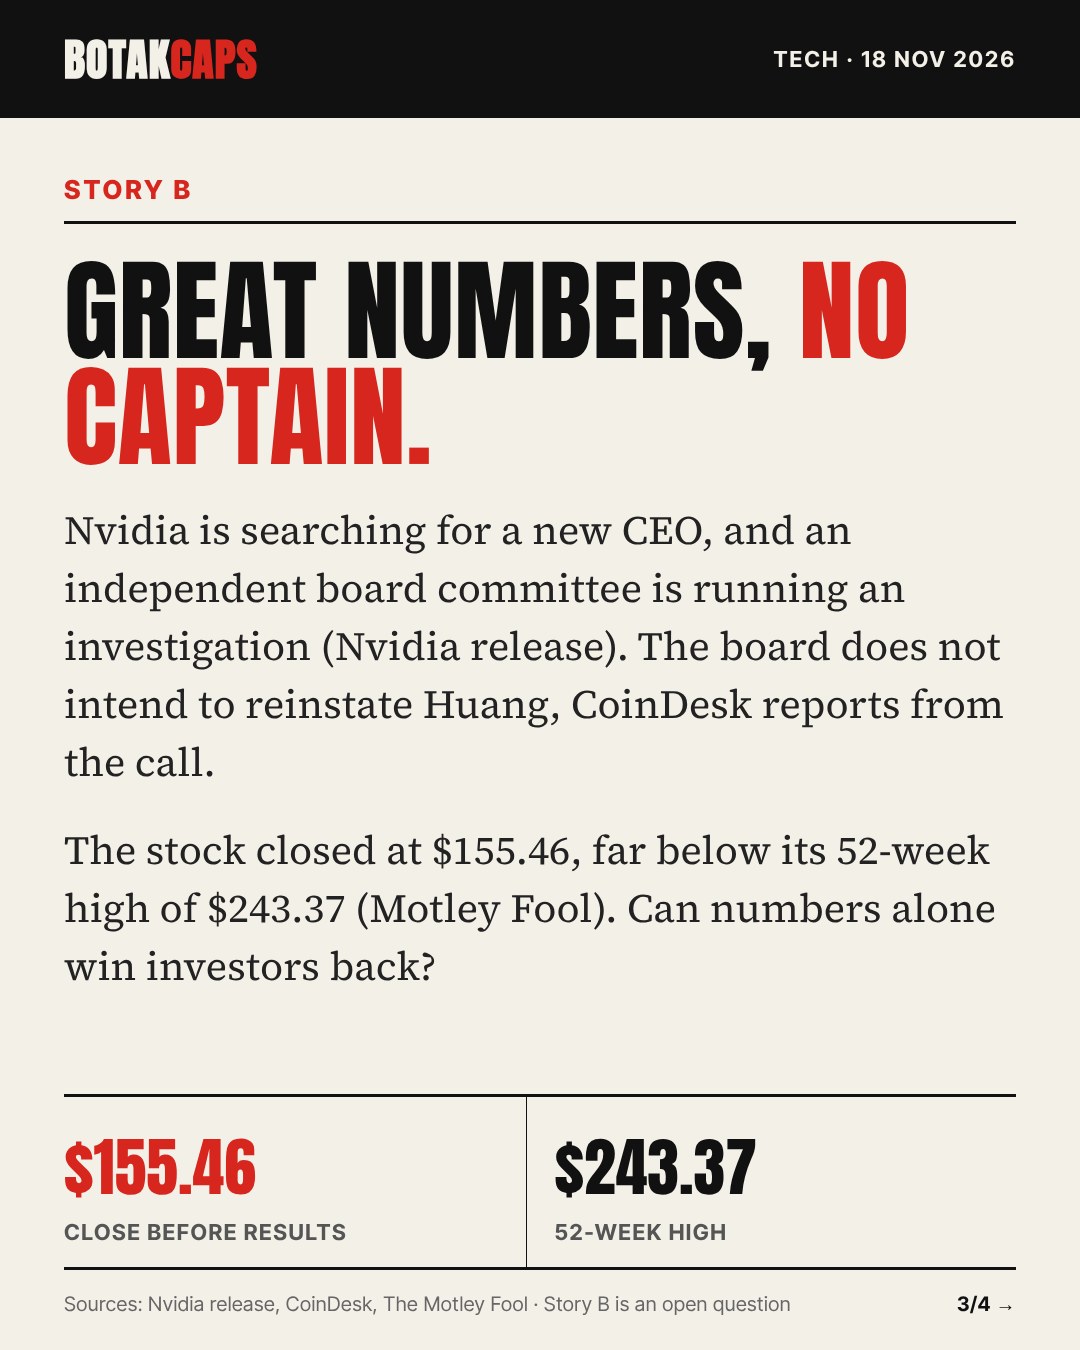 BOTAKCAPS
TECH · 18 NOV 2026
STORY B
GREAT NUMBERS, NO
CAPTAIN.
Nvidia is searching for a new CEO, and an
independent board committee is running an
investigation (Nvidia release). The board does not
intend to reinstate Huang, CoinDesk reports from
the call.
The stock closed at $155.46, far below its 52-week
high of $243.37 (Motley Fool). Can numbers alone
win investors back?
$155.46
CLOSE BEFORE RESULTS
$243.37
52-WEEK HIGH
Sources: Nvidia release, CoinDesk, The Motley Fool · Story B is an open question
3/4 →